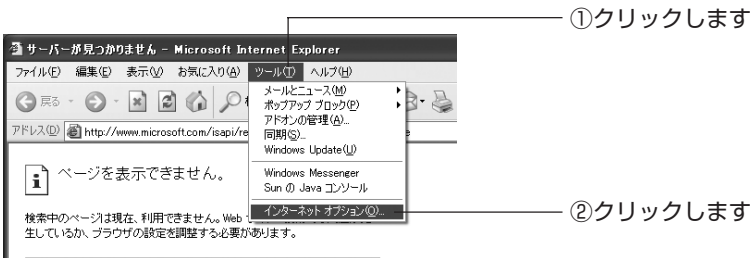 ①クリックします
サーバーが見つかりません - Microsoft Internet Explorer
ファイル(F) 編集(E) 表示(V) お気に入り(A) ツール(T) ヘルプ(H)
メールとニュース(M)
ポップアップ ブロック(P)
アドオンの管理(A)...
同期(S)...
Windows Update(U)
Windows Messenger
Sun の Java コンソール
インターネット オプション(O)...
②クリックします
戻る
アドレス(D) http://www.microsoft.com/isapi/re
ページを表示できません。
検索中のページは現在、利用できません。Web
生しているか、ブラウザの設定を調整する必要があります。